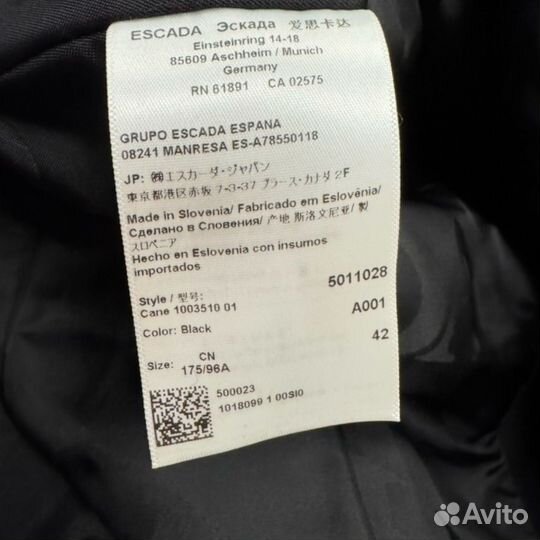 ESCADA Эскада 爱思卡达
Einsteinring 14-18
85609 Aschheim / Munich
Germany
RN 61891 CA 02575
GRUPO ESCADA ESPANA
08241 MANRESA ES-A78550118
JP: ㈱エスカーダ・ジャパン
東京都港区赤坂 7-3-37 プラース・カナダ 2F
Made in Slovenia/ Fabricado em Eslovênia/
Сделано в Словения/ 产地 斯洛文尼亚/ 製
スロベニア
Hecho en Eslovenia con insumos
importados
5011028
Style / 型号:
Cane 1003510 01 A001
Color: Black
42
Size: CN
175/96A
500023
1018099 1 00SI0
Avito